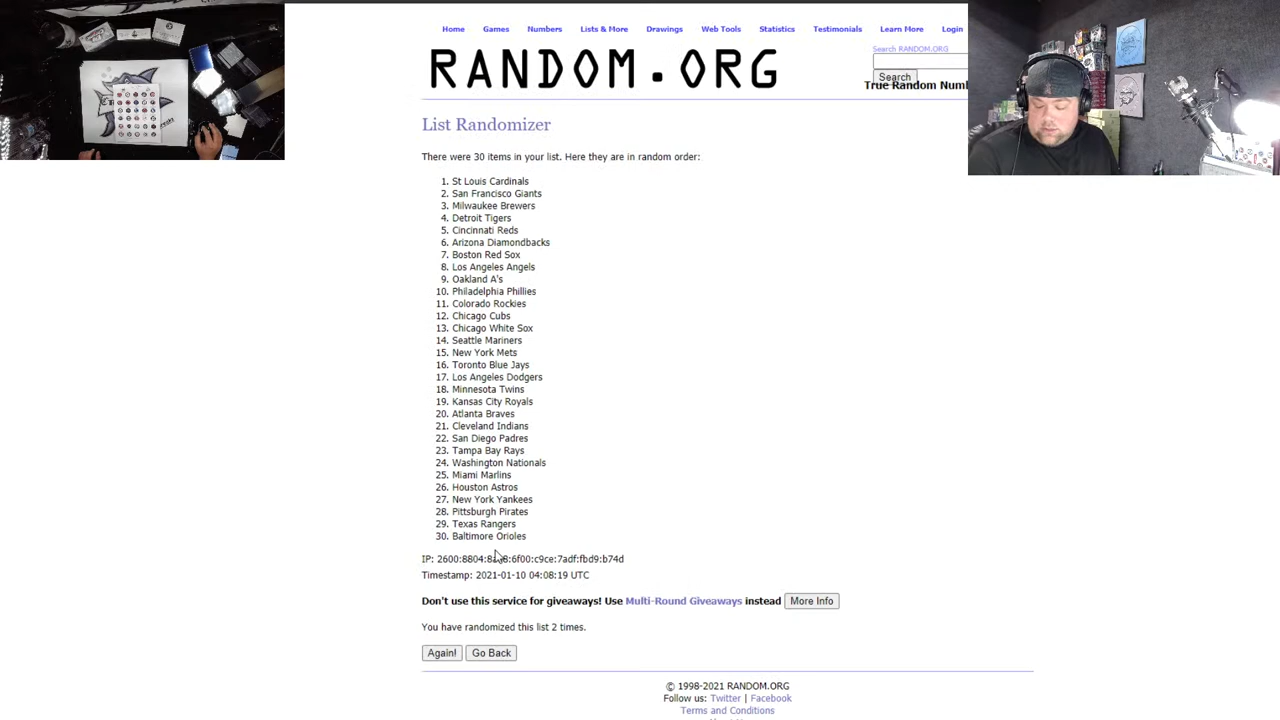 Home Games Numbers Lists & More Drawings Web Tools Statistics Testimonials Learn More Login
RANDOM.ORG
Search RANDOM.ORG
Search
True Random Numb
List Randomizer
There were 30 items in your list. Here they are in random order:
1. St Louis Cardinals
2. San Francisco Giants
3. Milwaukee Brewers
4. Detroit Tigers
5. Cincinnati Reds
6. Arizona Diamondbacks
7. Boston Red Sox
8. Los Angeles Angels
9. Oakland A's
10. Philadelphia Phillies
11. Colorado Rockies
12. Chicago Cubs
13. Chicago White Sox
14. Seattle Mariners
15. New York Mets
16. Toronto Blue Jays
17. Los Angeles Dodgers
18. Minnesota Twins
19. Kansas City Royals
20. Atlanta Braves
21. Cleveland Indians
22. San Diego Padres
23. Tampa Bay Rays
24. Washington Nationals
25. Miami Marlins
26. Houston Astros
27. New York Yankees
28. Pittsburgh Pirates
29. Texas Rangers
30. Baltimore Orioles
IP:
Timestamp: 2021-01-10 04:08:19 UTC
Don't use this service for giveaways! Use Multi-Round Giveaways instead More Info
You have randomized this list 2 times.
Again! Go Back
© 1998-2021 RANDOM.ORG
Follow us: Twitter | Facebook
Terms and Conditions